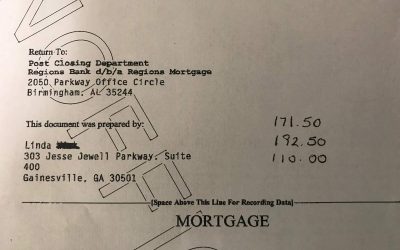 Return To:
Post Closing Department
Regions Bank d/b/a Regions Mortgage
2050 Parkway Office Circle
Birmingham, AL 35244
This document was prepared by:
Linda
303 Jesse Jewell Parkway, Suite
400
Gainesville, GA 30501
171.50
192.50
110.00
[Space Above This Line For Recording Data]
MORTGAGE